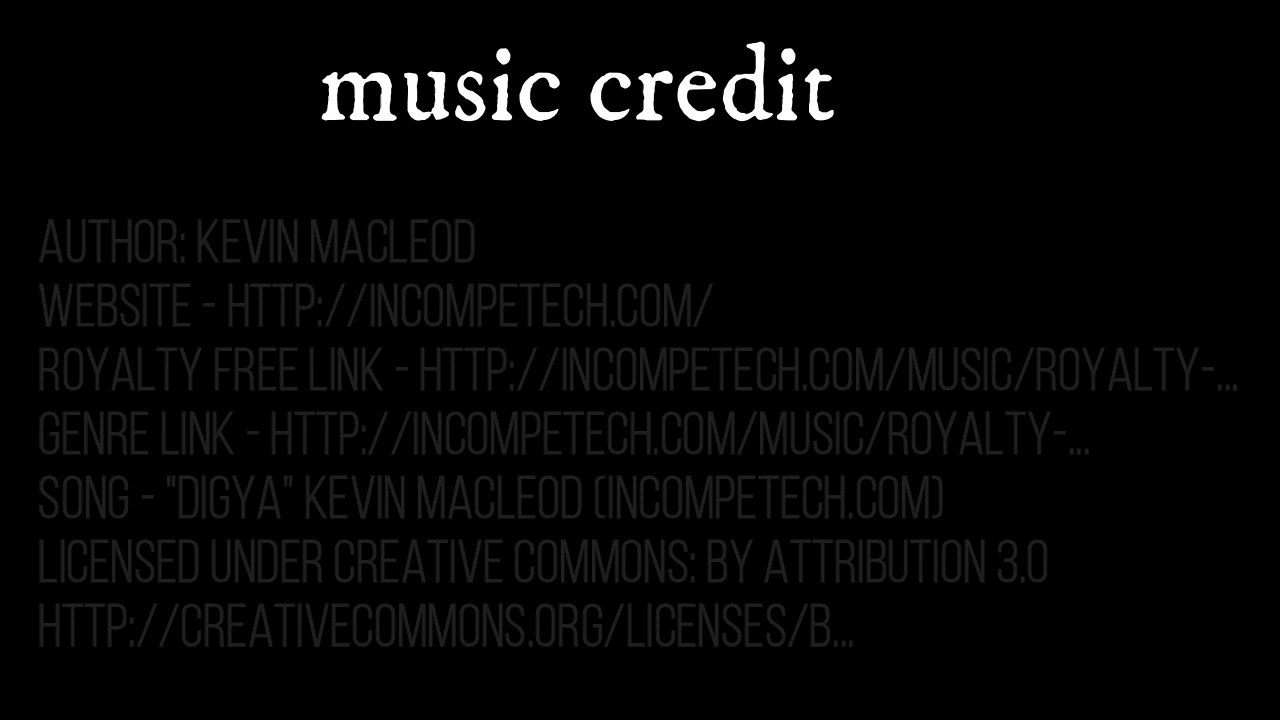 music credit
AUTHOR: KEVIN MACLEOD
WEBSITE - HTTP://INCOMPETECH.COM/
ROYALTY FREE LINK - HTTP://INCOMPETECH.COM/MUSIC/ROYALTY-...
GENRE LINK - HTTP://INCOMPETECH.COM/MUSIC/ROYALTY-...
SONG - "DIGYA" KEVIN MACLEOD (INCOMPETECH.COM)
LICENSED UNDER CREATIVE COMMONS: BY ATTRIBUTION 3.0
HTTP://CREATIVECOMMONS.ORG/LICENSES/B...